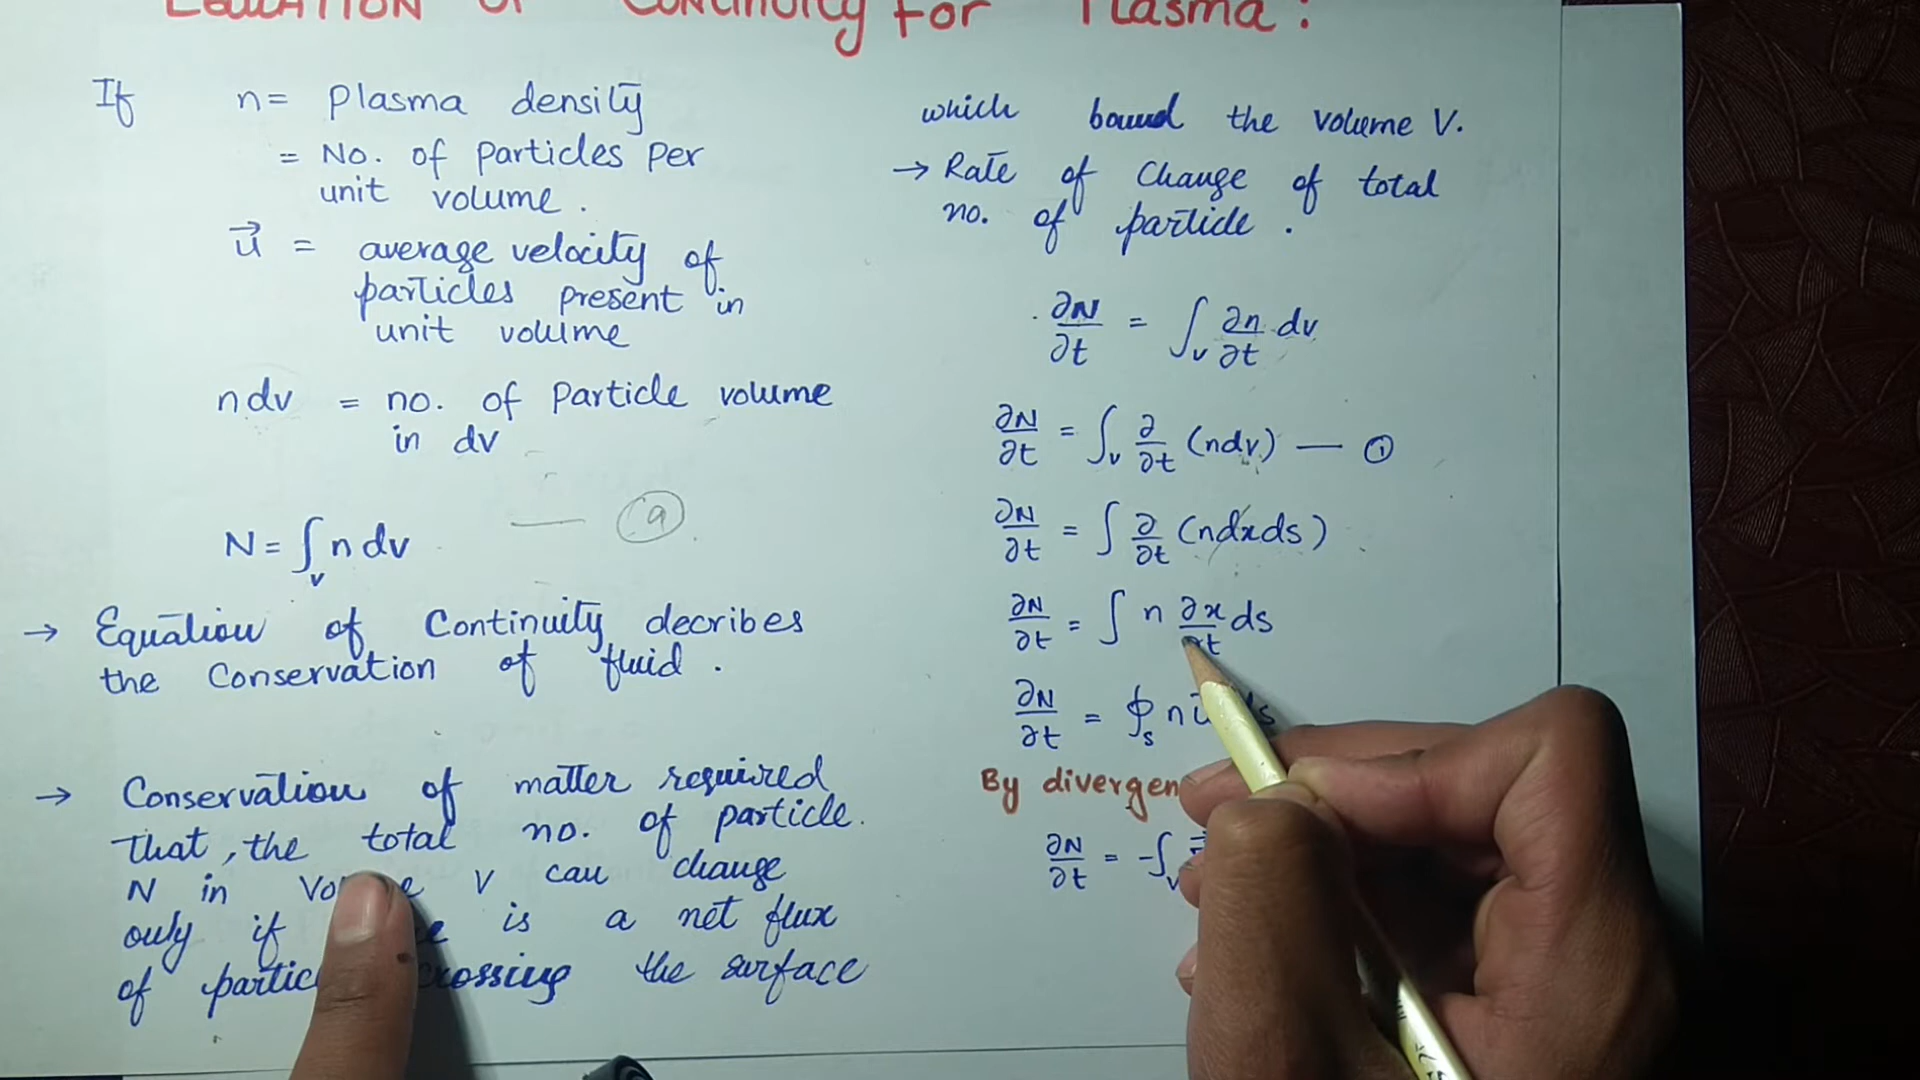 EQUATION OF Continuity For Plasma :
If n = Plasma density
= No. of Particles Per
unit volume .
u⃗ = average velocity of
particles present in
unit volume
ndv = no. of Particle volume
in dv
N = ∫v n dv — (a)
→ Equation of Continuity decribes
the Conservation of fluid .
→ Conservation of matter required
That, the total no. of particle.
N in V can change
only if is a net flux
of crossing the surface
which bound the volume V.
→ Rate of Change of total
no. of particle .
∂N/∂t = ∫v ∂n/∂t dv
∂N/∂t = ∫v ∂/∂t (ndv) — ①
∂N/∂t = ∫ ∂/∂t (ndxds)
∂N/∂t = ∫ n ∂x/∂t ds
∂N/∂t = ∮s n ds
By
∂N/∂t = -∫v